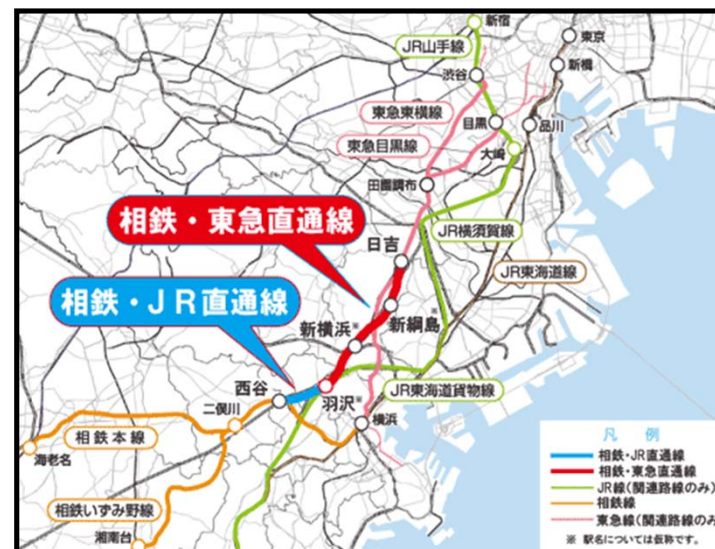 新宿
JR山手線
東京
渋谷
新橋
東急東横線
目黒
品川
東急目黒線
大崎
田園調布
相鉄・東急直通線
日吉
JR横須賀線
JR東海道線
相鉄・JR直通線
新横浜※
新綱島※
西谷
羽沢※
JR東海道貨物線
二俣川
横浜
相鉄本線
海老名
相鉄いずみ野線
湘南台
凡 例
相鉄・JR直通線
相鉄・東急直通線
JR線(関連路線のみ)
相鉄線
東急線(関連路線のみ
※ 駅名については仮称です。